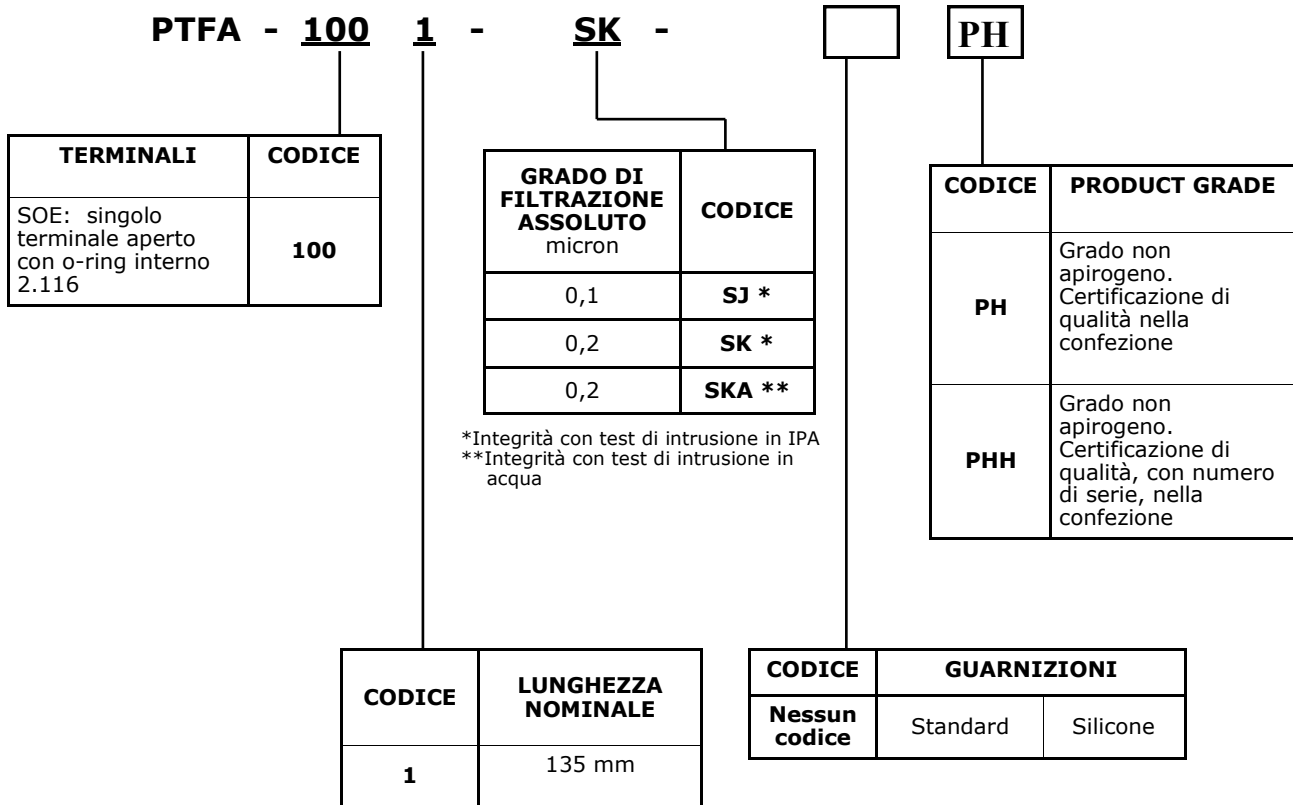 PTFA - 100 1 - SK - PH
TERMINALI CODICE
SOE: singolo
terminale aperto
con o-ring interno
2.116
100
GRADO DI
FILTRAZIONE
ASSOLUTO
micron
CODICE
0,1 SJ *
0,2 SK *
0,2 SKA **
*Integrità con test di intrusione in IPA
**Integrità con test di intrusione in
acqua
CODICE PRODUCT GRADE
PH
Grado non
apirogeno.
Certificazione di
qualità nella
confezione
PHH
Grado non
apirogeno.
Certificazione di
qualità, con numero
di serie, nella
confezione
CODICE
LUNGHEZZA
NOMINALE
1
135 mm
CODICE GUARNIZIONI
Nessun
codice
Standard Silicone